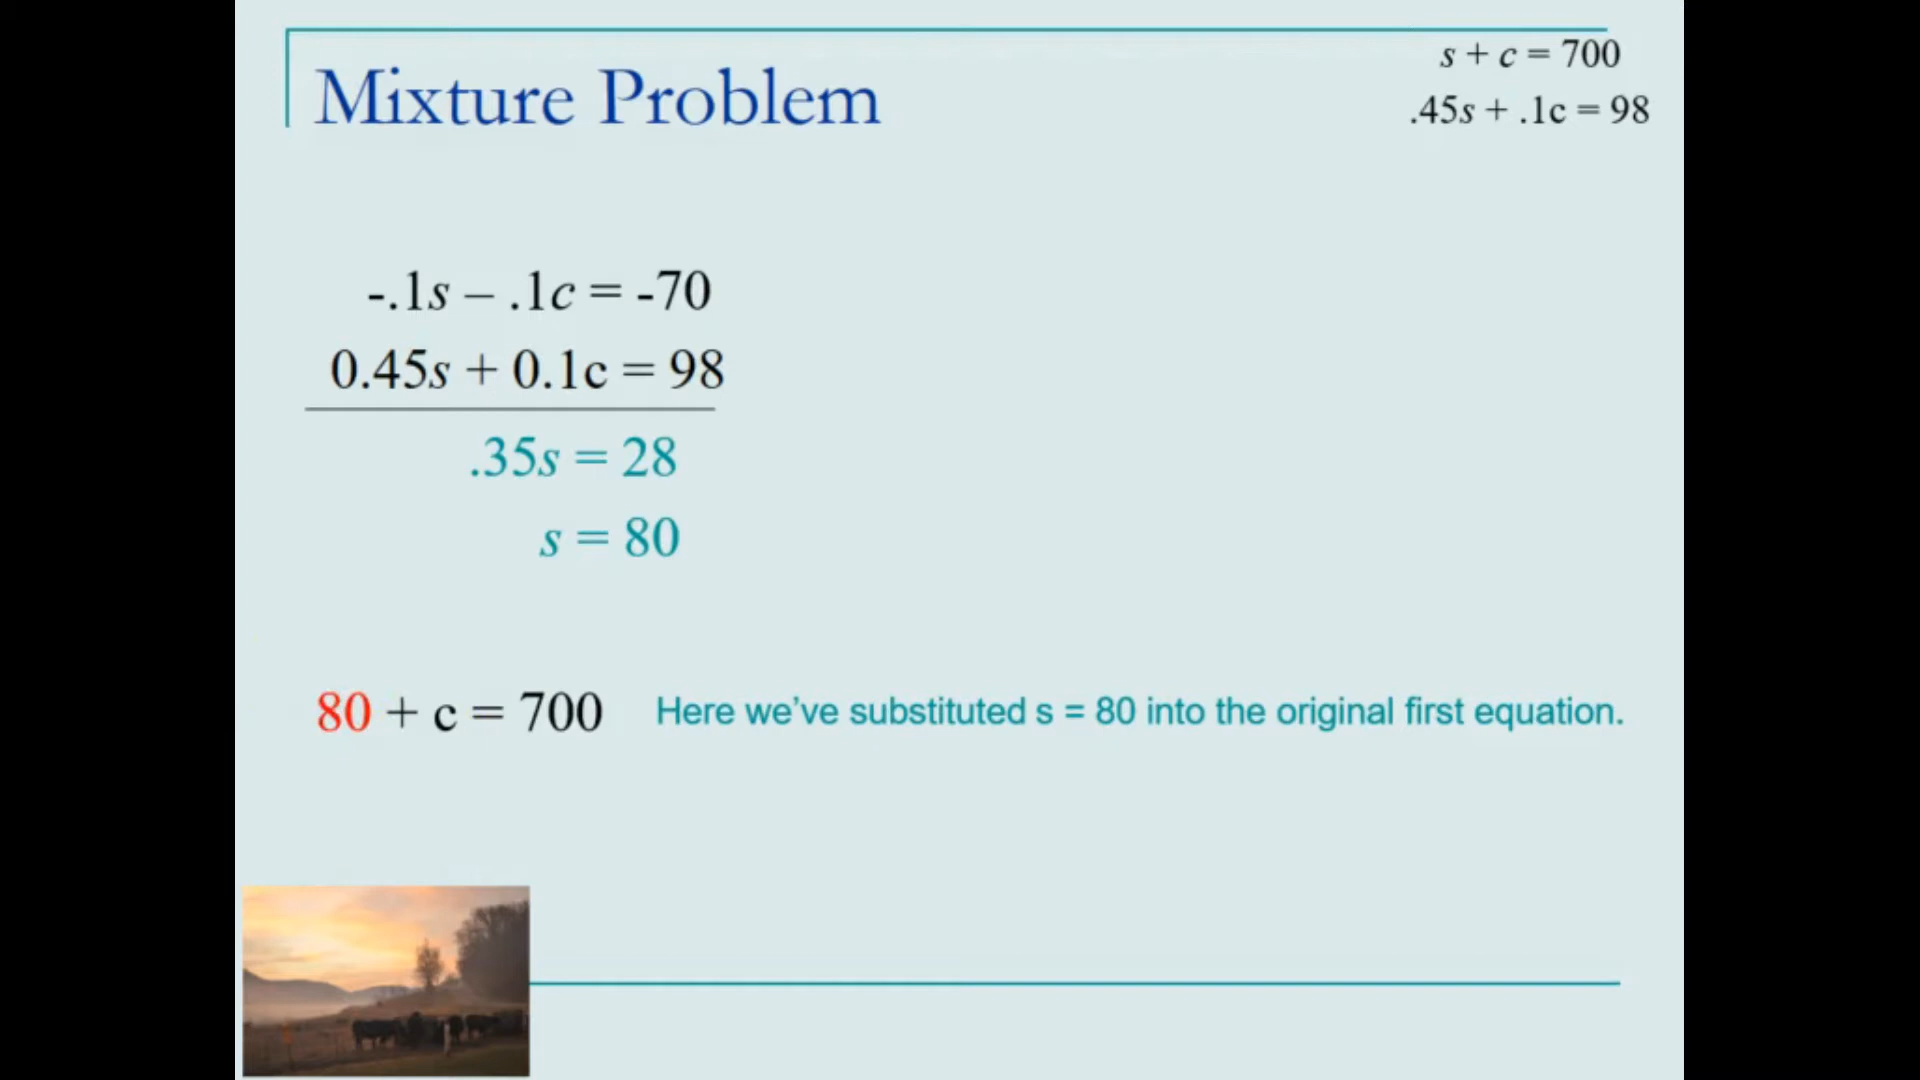 Mixture Problem
s + c = 700
.45s + .1c = 98
-.1s – .1c = -70
0.45s + 0.1c = 98
.35s = 28
s = 80
80 + c = 700 Here we’ve substituted s = 80 into the original first equation.